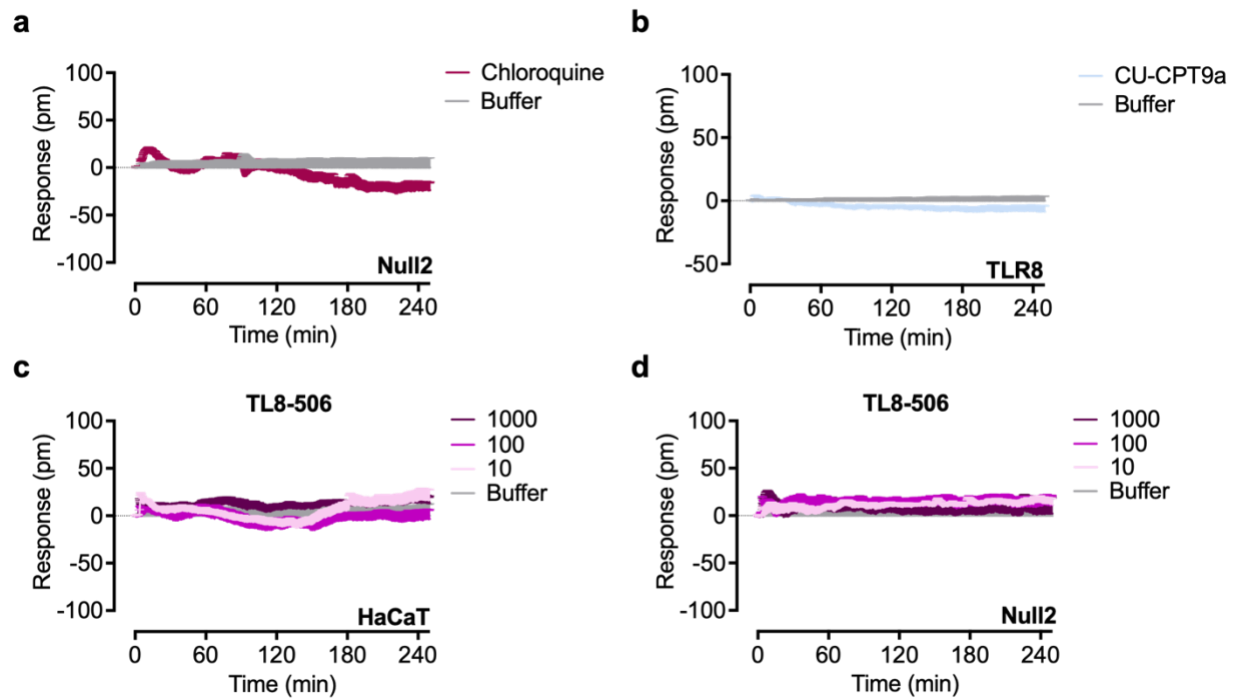 a
Chloroquine
Buffer
100
50
0
-50
-100
Response (pm)
Null2
0 60 120 180 240
Time (min)
b
CU-CPT9a
Buffer
100
50
0
-50
Response (pm)
TLR8
0 60 120 180 240
Time (min)
c
TL8-506
1000
100
10
Buffer
100
50
0
-50
-100
Response (pm)
HaCaT
0 60 120 180 240
Time (min)
d
TL8-506
1000
100
10
Buffer
100
50
0
-50
-100
Response (pm)
Null2
0 60 120 180 240
Time (min)